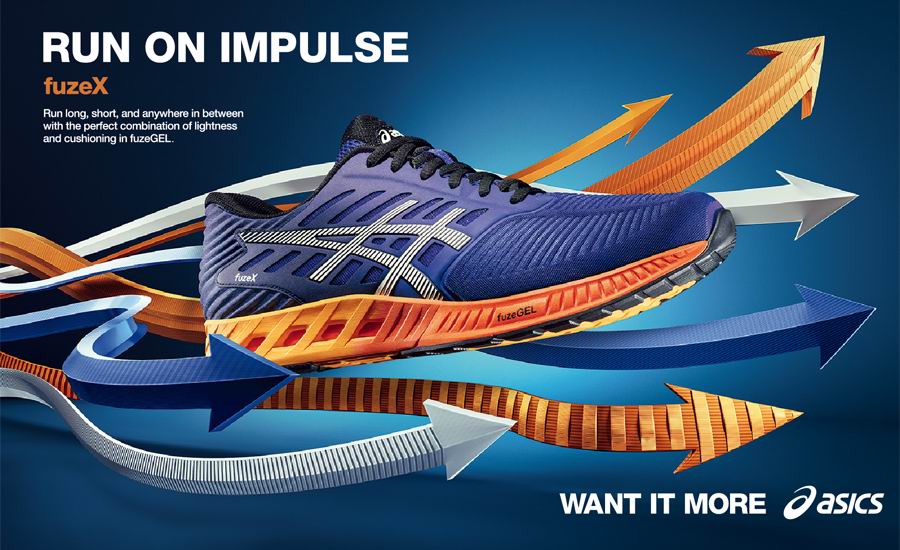 RUN ON IMPULSE
fuzeX
Run long, short, and anywhere in between
with the perfect combination of lightness
and cushioning in fuzeGEL.
asics
fuzeX
fuzeGEL
WANT IT MORE asics